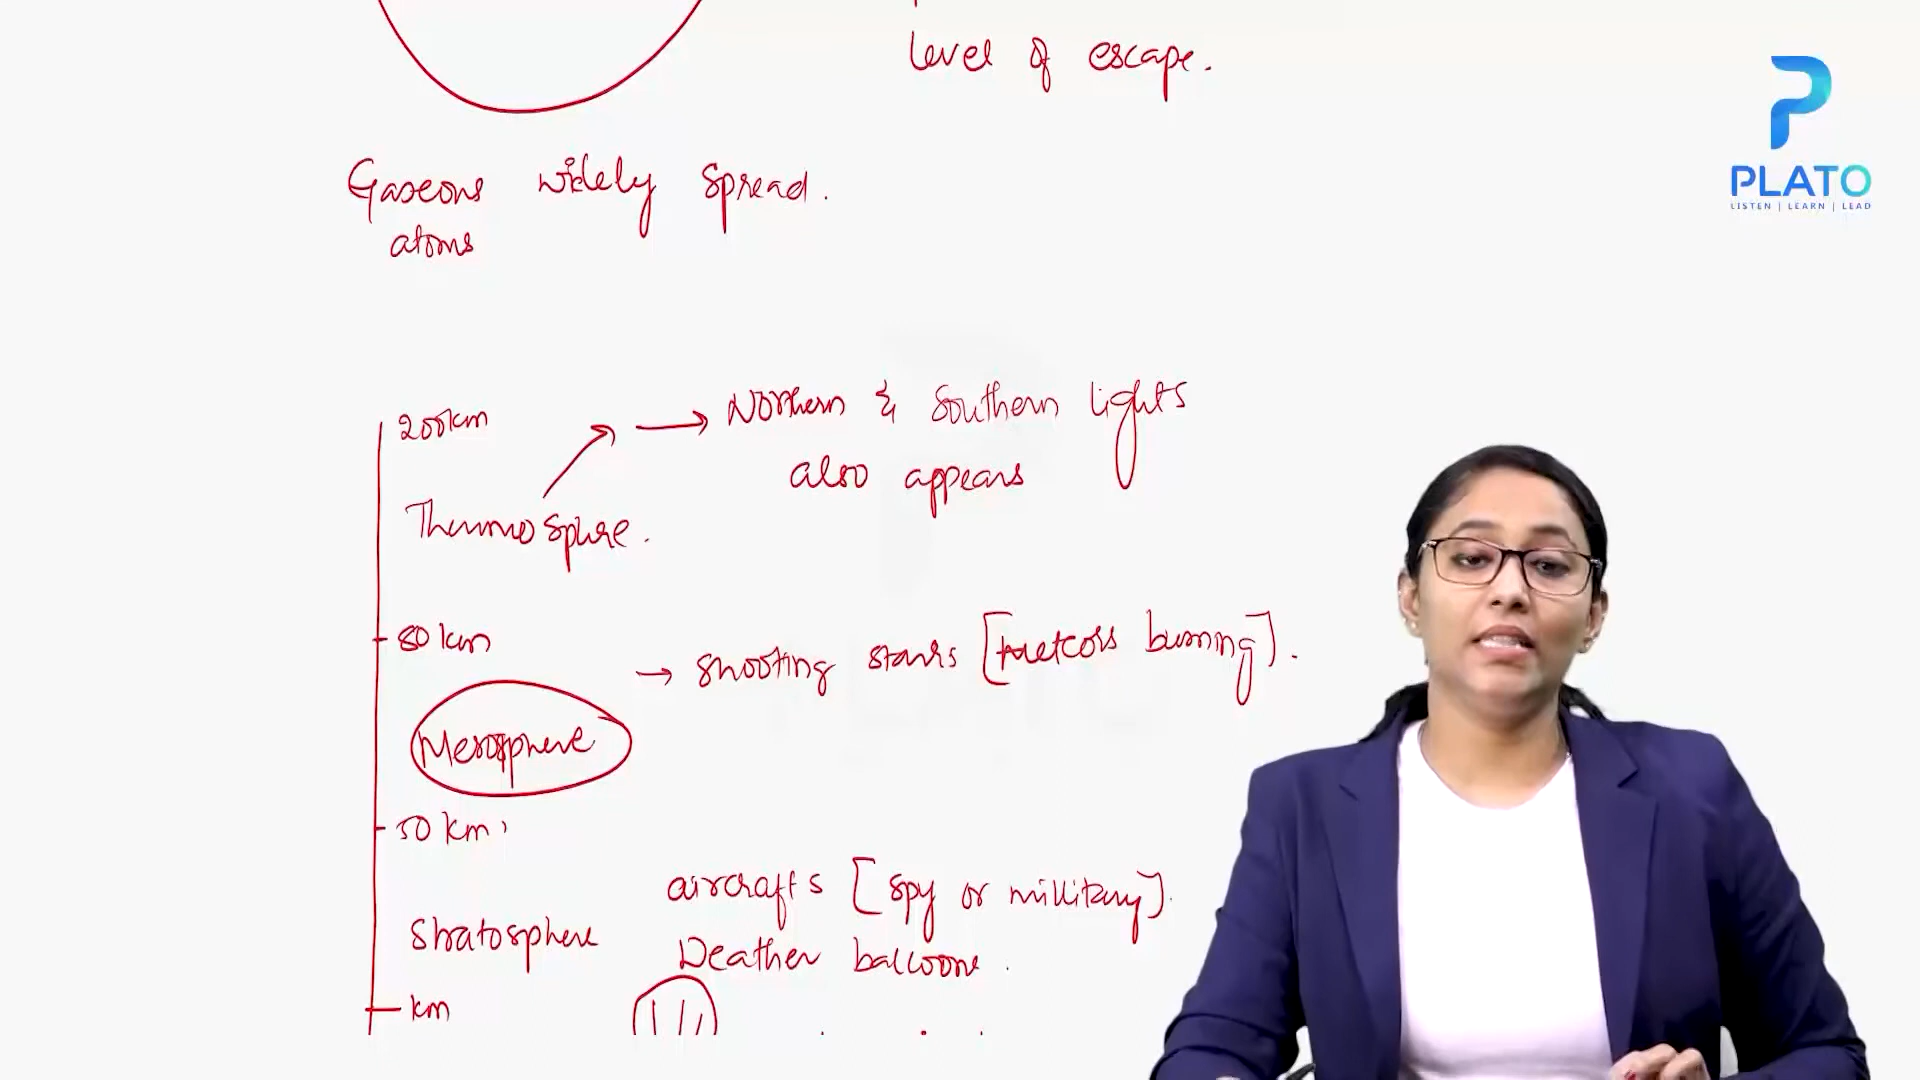 level of escape.
Gaseous widely spread.
atoms
200km
Northern & Southern lights
also appears
Thermosphere.
80 km
shooting stars [meteors burning].
Mesosphere
50 km
aircrafts [spy or millitary].
Stratosphere
Weather balloons.
km
PLATO
LISTEN | LEARN | LEAD